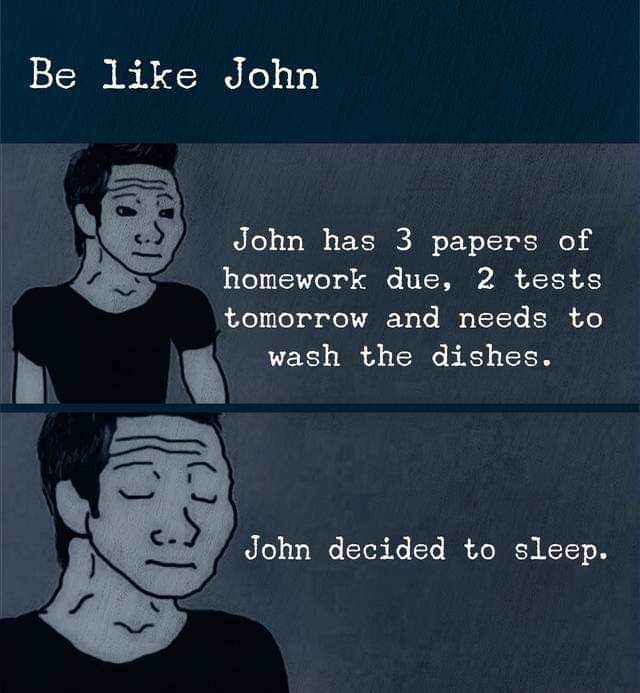 Be like John
John has 3 papers of
homework due, 2 tests
tomorrow and needs to
wash the dishes.
John decided to sleep.